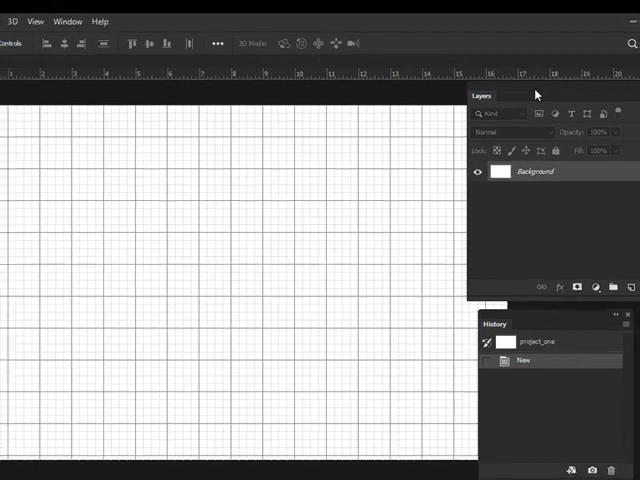 3D View Window Help
Controls 3D Mode:
1 2 3 4 5 6 7 8 9 10 11 12 13 14 15 16 17 18 19 20
Layers
Kind
Normal Opacity: 100%
Lock: Fill: 100%
Background
fx
History
project_one
New